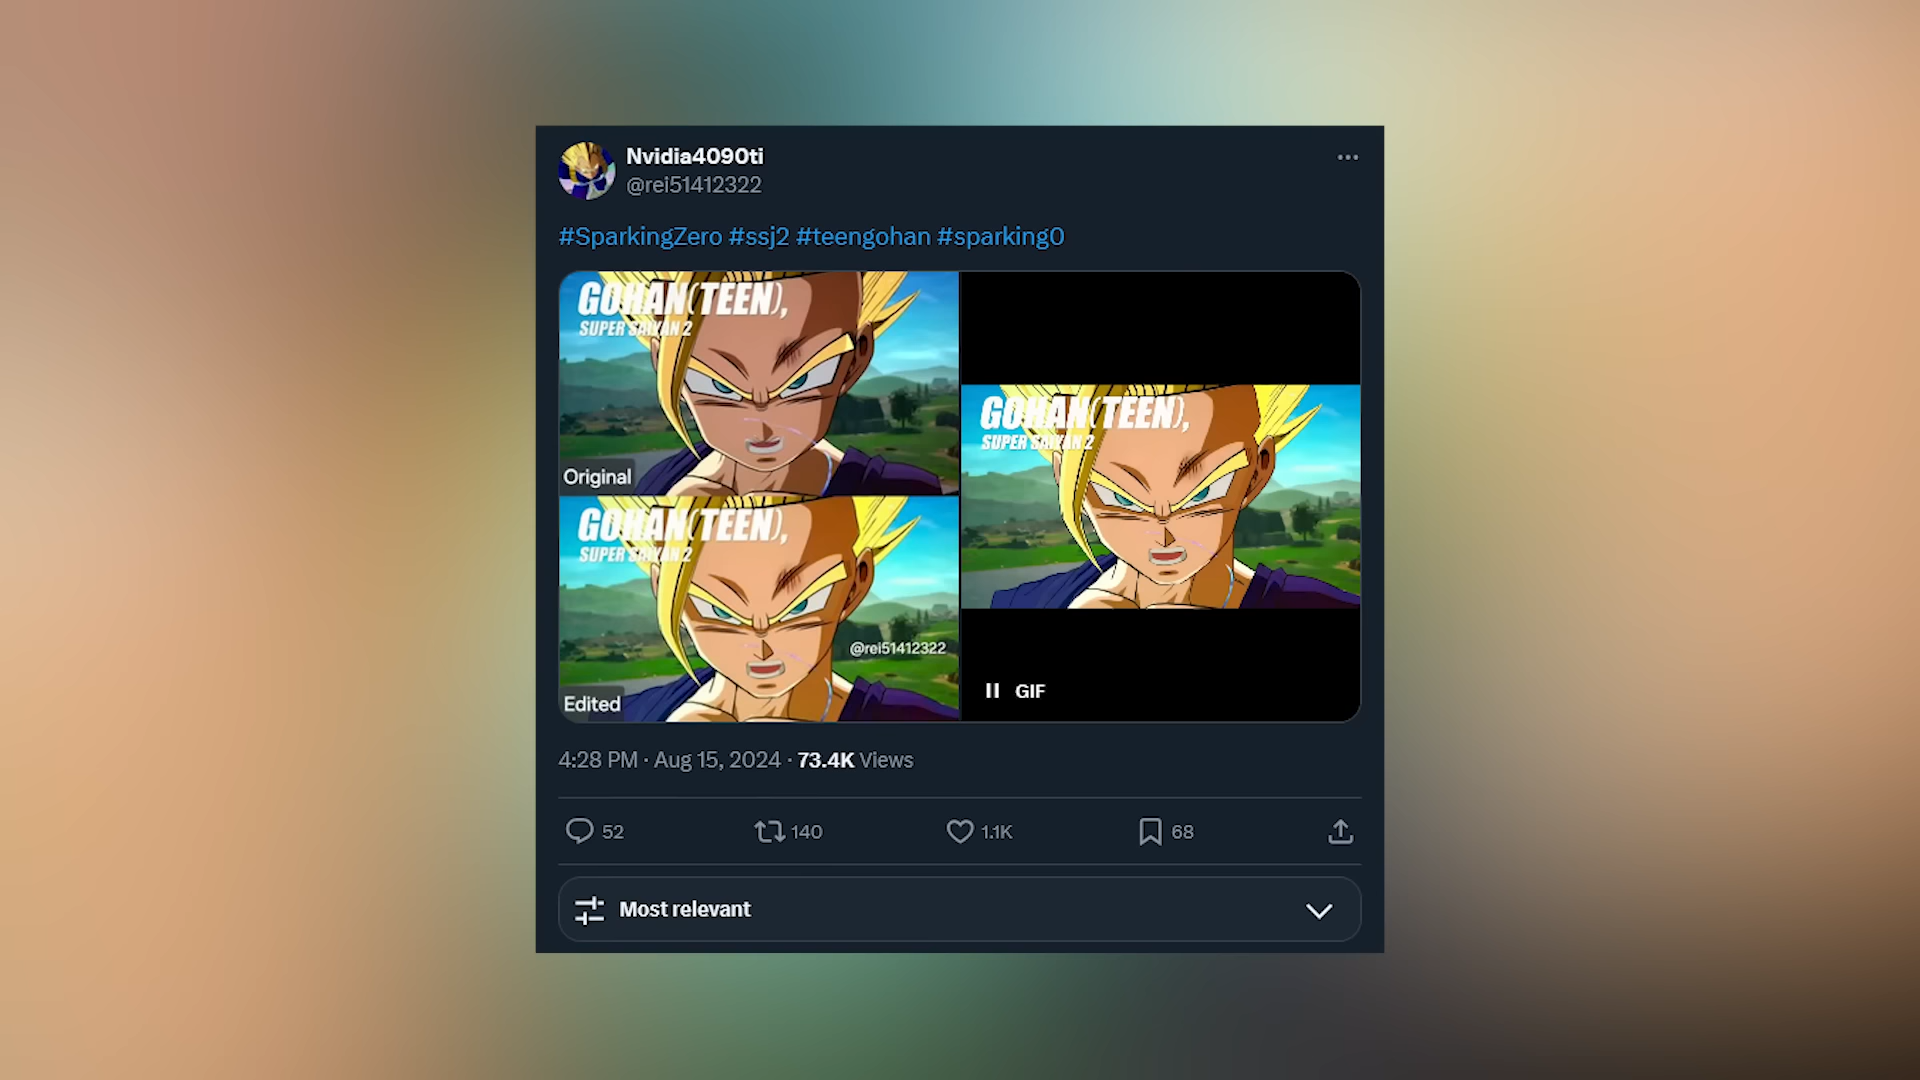 Nvidia4090ti
@rei51412322
#SparkingZero #ssj2 #teengohan #sparking0
GOHAN(TEEN),
SUPER SAIYAN 2
Original
GOHAN(TEEN),
SUPER SAIYAN 2
@rei51412322
Edited
GOHAN(TEEN),
SUPER SAIYAN 2
GIF
4:28 PM · Aug 15, 2024 · 73.4K Views
52 140 1.1K 68
Most relevant